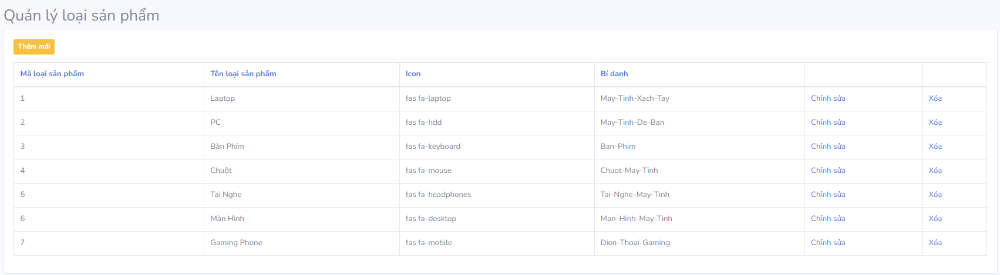 Quản lý loại sản phẩm
Thêm mới
Mã loại sản phẩm Tên loại sản phẩm Icon Bí danh
1 Laptop fas fa-laptop May-Tinh-Xach-Tay Chỉnh sửa Xóa
2 PC fas fa-hdd May-Tinh-De-Ban Chỉnh sửa Xóa
3 Bàn Phím fas fa-keyboard Ban-Phim Chỉnh sửa Xóa
4 Chuột fas fa-mouse Chuot-May-Tinh Chỉnh sửa Xóa
5 Tai Nghe fas fa-headphones Tai-Nghe-May-Tinh Chỉnh sửa Xóa
6 Màn Hình fas fa-desktop Man-Hinh-May-Tinh Chỉnh sửa Xóa
7 Gaming Phone fas fa-mobile Dien-Thoai-Gaming Chỉnh sửa Xóa